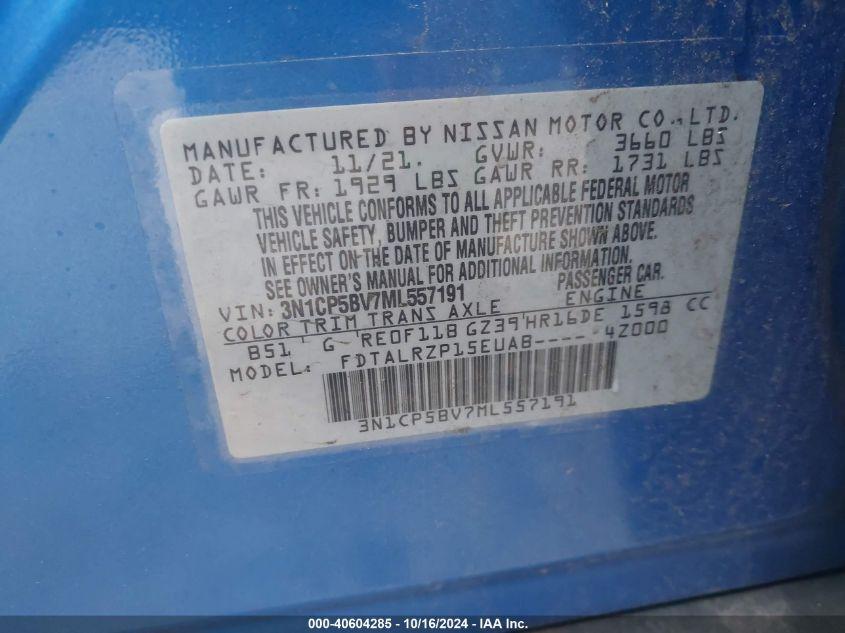 MANUFACTURED BY NISSAN MOTOR CO., LTD.
DATE: 11/21. GVWR: 3660 LBS
GAWR FR: 1929 LBS GAWR RR: 1731 LBS
THIS VEHICLE CONFORMS TO ALL APPLICABLE FEDERAL MOTOR
VEHICLE SAFETY, BUMPER AND THEFT PREVENTION STANDARDS
IN EFFECT ON THE DATE OF MANUFACTURE SHOWN ABOVE.
SEE OWNER'S MANUAL FOR ADDITIONAL INFORMATION.
VIN: 3N1CP5BV7ML557191 PASSENGER CAR.
COLOR TRIM TRANS AXLE ENGINE
B51 G RE0F11B GZ39 HR16DE 1598 CC
MODEL: FDTALRZP15EUAB---- 4Z000
3N1CP5BV7ML557191
000-40604285 - 10/16/2024 - IAAI Inc.